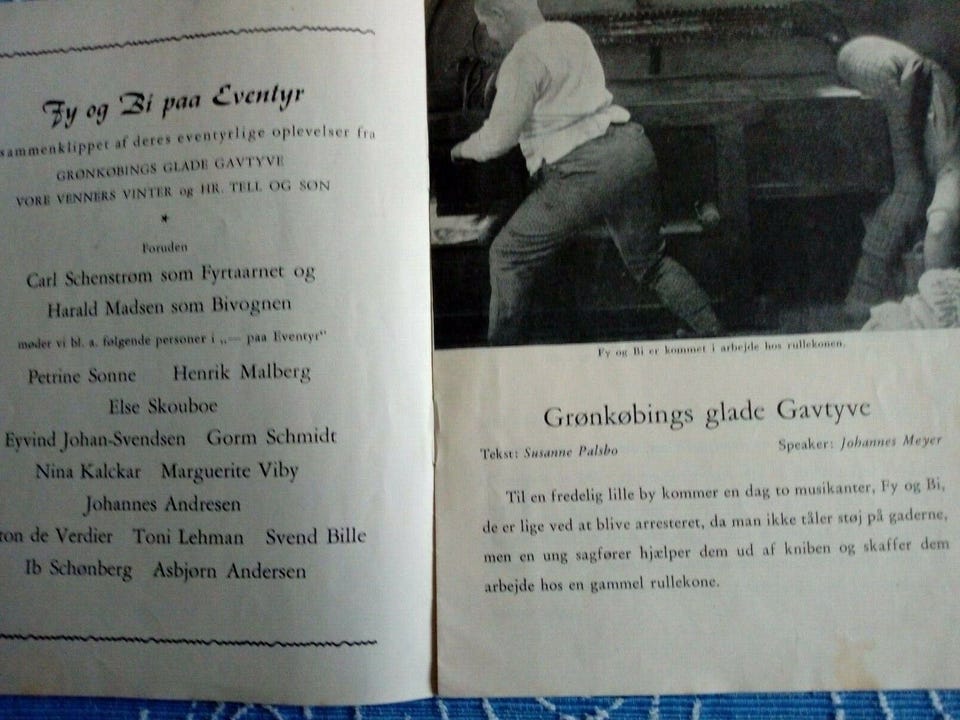 Fy og Bi paa Eventyr
sammenklippet af deres eventyrlige oplevelser fra
GRØNKØBINGS GLADE GAVTYVE
VORE VENNERS VINTER og HR. TELL OG SØN
*
Foruden
Carl Schenstrøm som Fyrtaarnet og
Harald Madsen som Bivognen
møder vi bl. a. følgende personer i „— paa Eventyr"
Petrine Sonne Henrik Malberg
Else Skouboe
Eyvind Johan-Svendsen Gorm Schmidt
Nina Kalckar Marguerite Viby
Johannes Andresen
ton de Verdier Toni Lehman Svend Bille
Ib Schønberg Asbjørn Andersen
Fy og Bi er kommet i arbejde hos rullekonen.
Grønkøbings glade Gavtyve
Tekst: Susanne Palsbo Speaker: Johannes Meyer
Til en fredelig lille by kommer en dag to musikanter, Fy og Bi,
de er lige ved at blive arresteret, da man ikke tåler støj på gaderne,
men en ung sagfører hjælper dem ud af kniben og skaffer dem
arbejde hos en gammel rullekone.